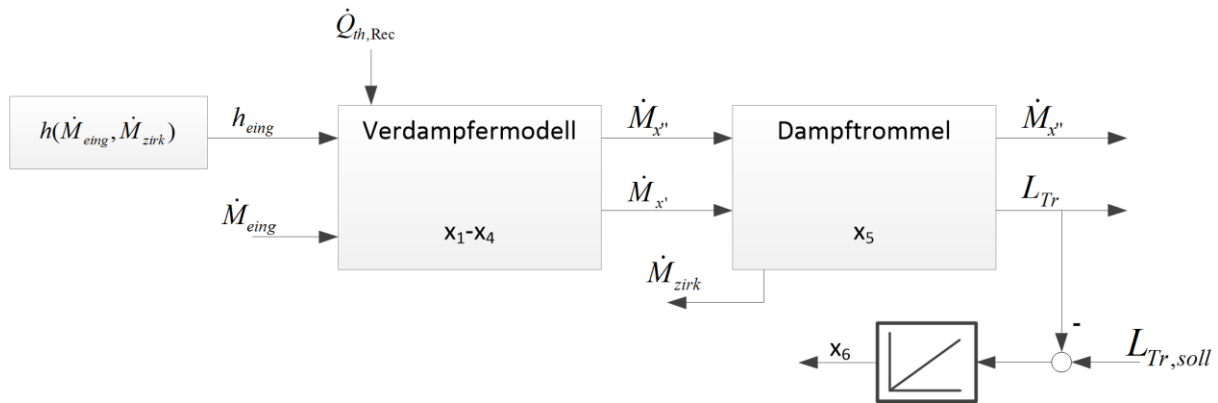 Q̇th,Rec
h(Ṁeing, Ṁzirk)
heing
Verdampfermodell
Ṁx''
Dampftrommel
Ṁx''
Ṁeing
x1-x4
Ṁx'
x5
LTr
Ṁzirk
-
x6
LTr,soll